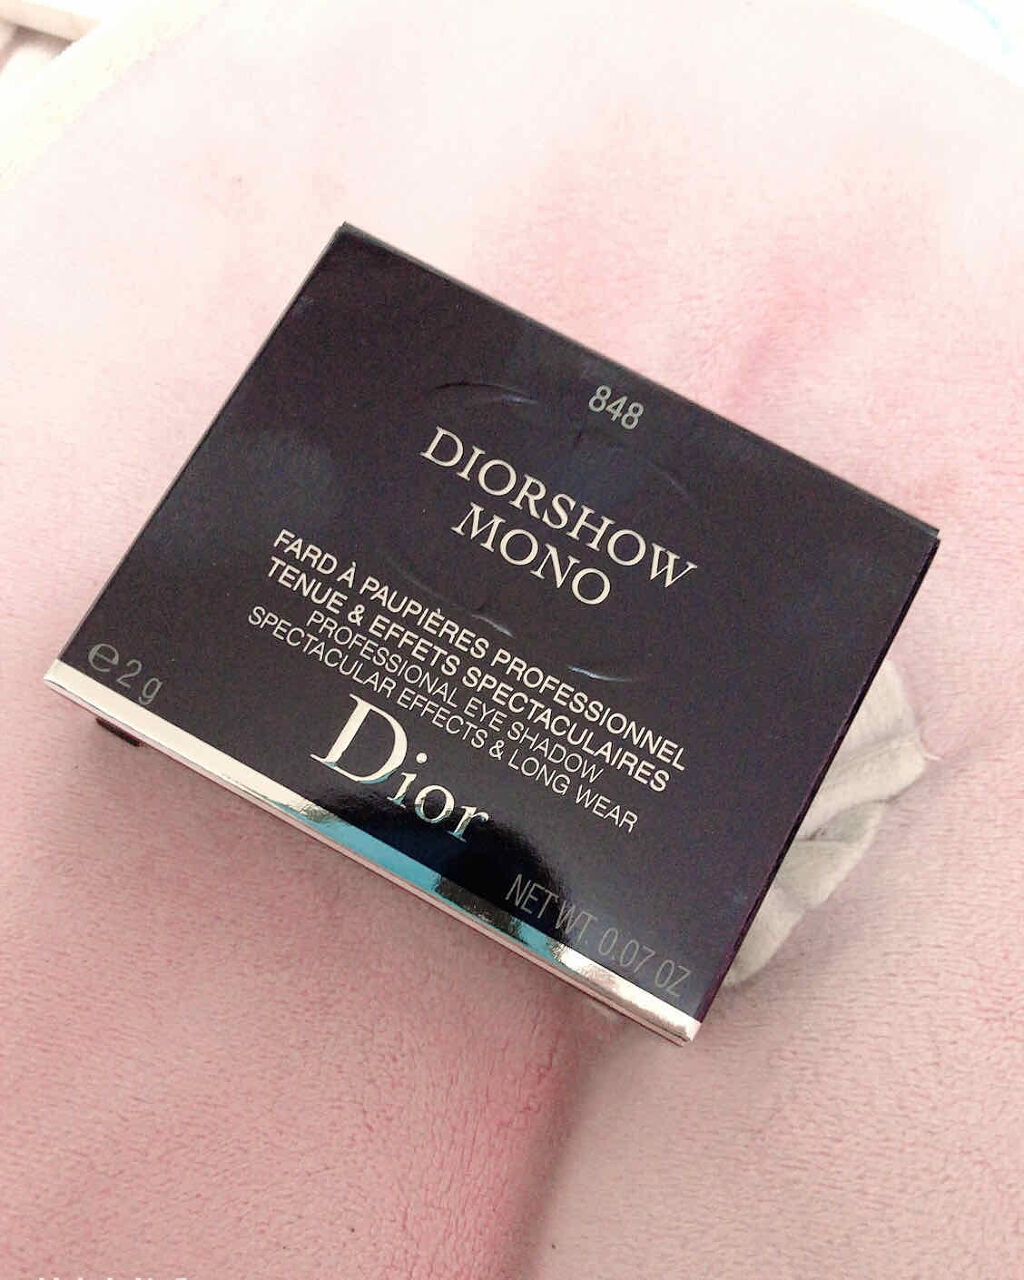 848
DIORSHOW
MONO
FARD À PAUPIÈRES PROFESSIONNEL
TENUE & EFFETS SPECTACULAIRES
PROFESSIONAL EYE SHADOW
SPECTACULAR EFFECTS & LONG WEAR
Dior
e 2 g
NET WT. 0.07 OZ